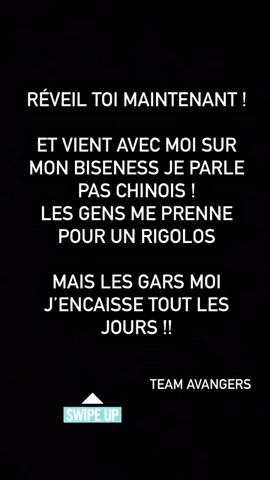 RÉVEIL TOI MAINTENANT !
ET VIENT AVEC MOI SUR
MON BISENESS JE PARLE
PAS CHINOIS !
LES GENS ME PRENNE
POUR UN RIGOLOS
MAIS LES GARS MOI
J'ENCAISSE TOUT LES
JOURS !!
TEAM AVANGERS
SWIPE UP